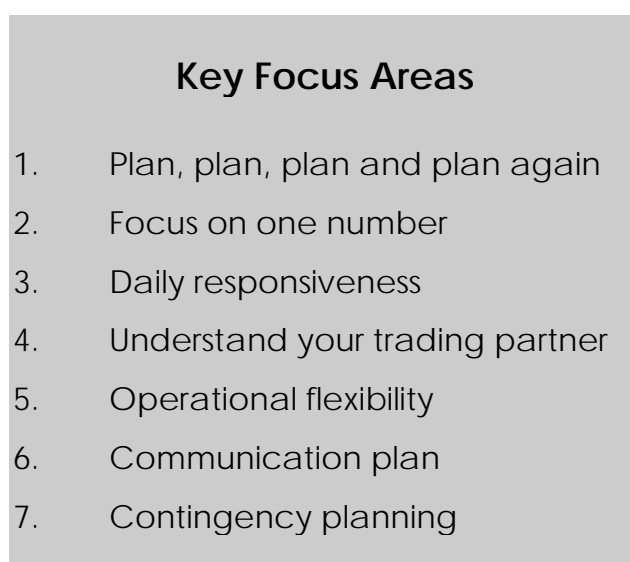 Key Focus Areas
1. Plan, plan, plan and plan again
2. Focus on one number
3. Daily responsiveness
4. Understand your trading partner
5. Operational flexibility
6. Communication plan
7. Contingency planning